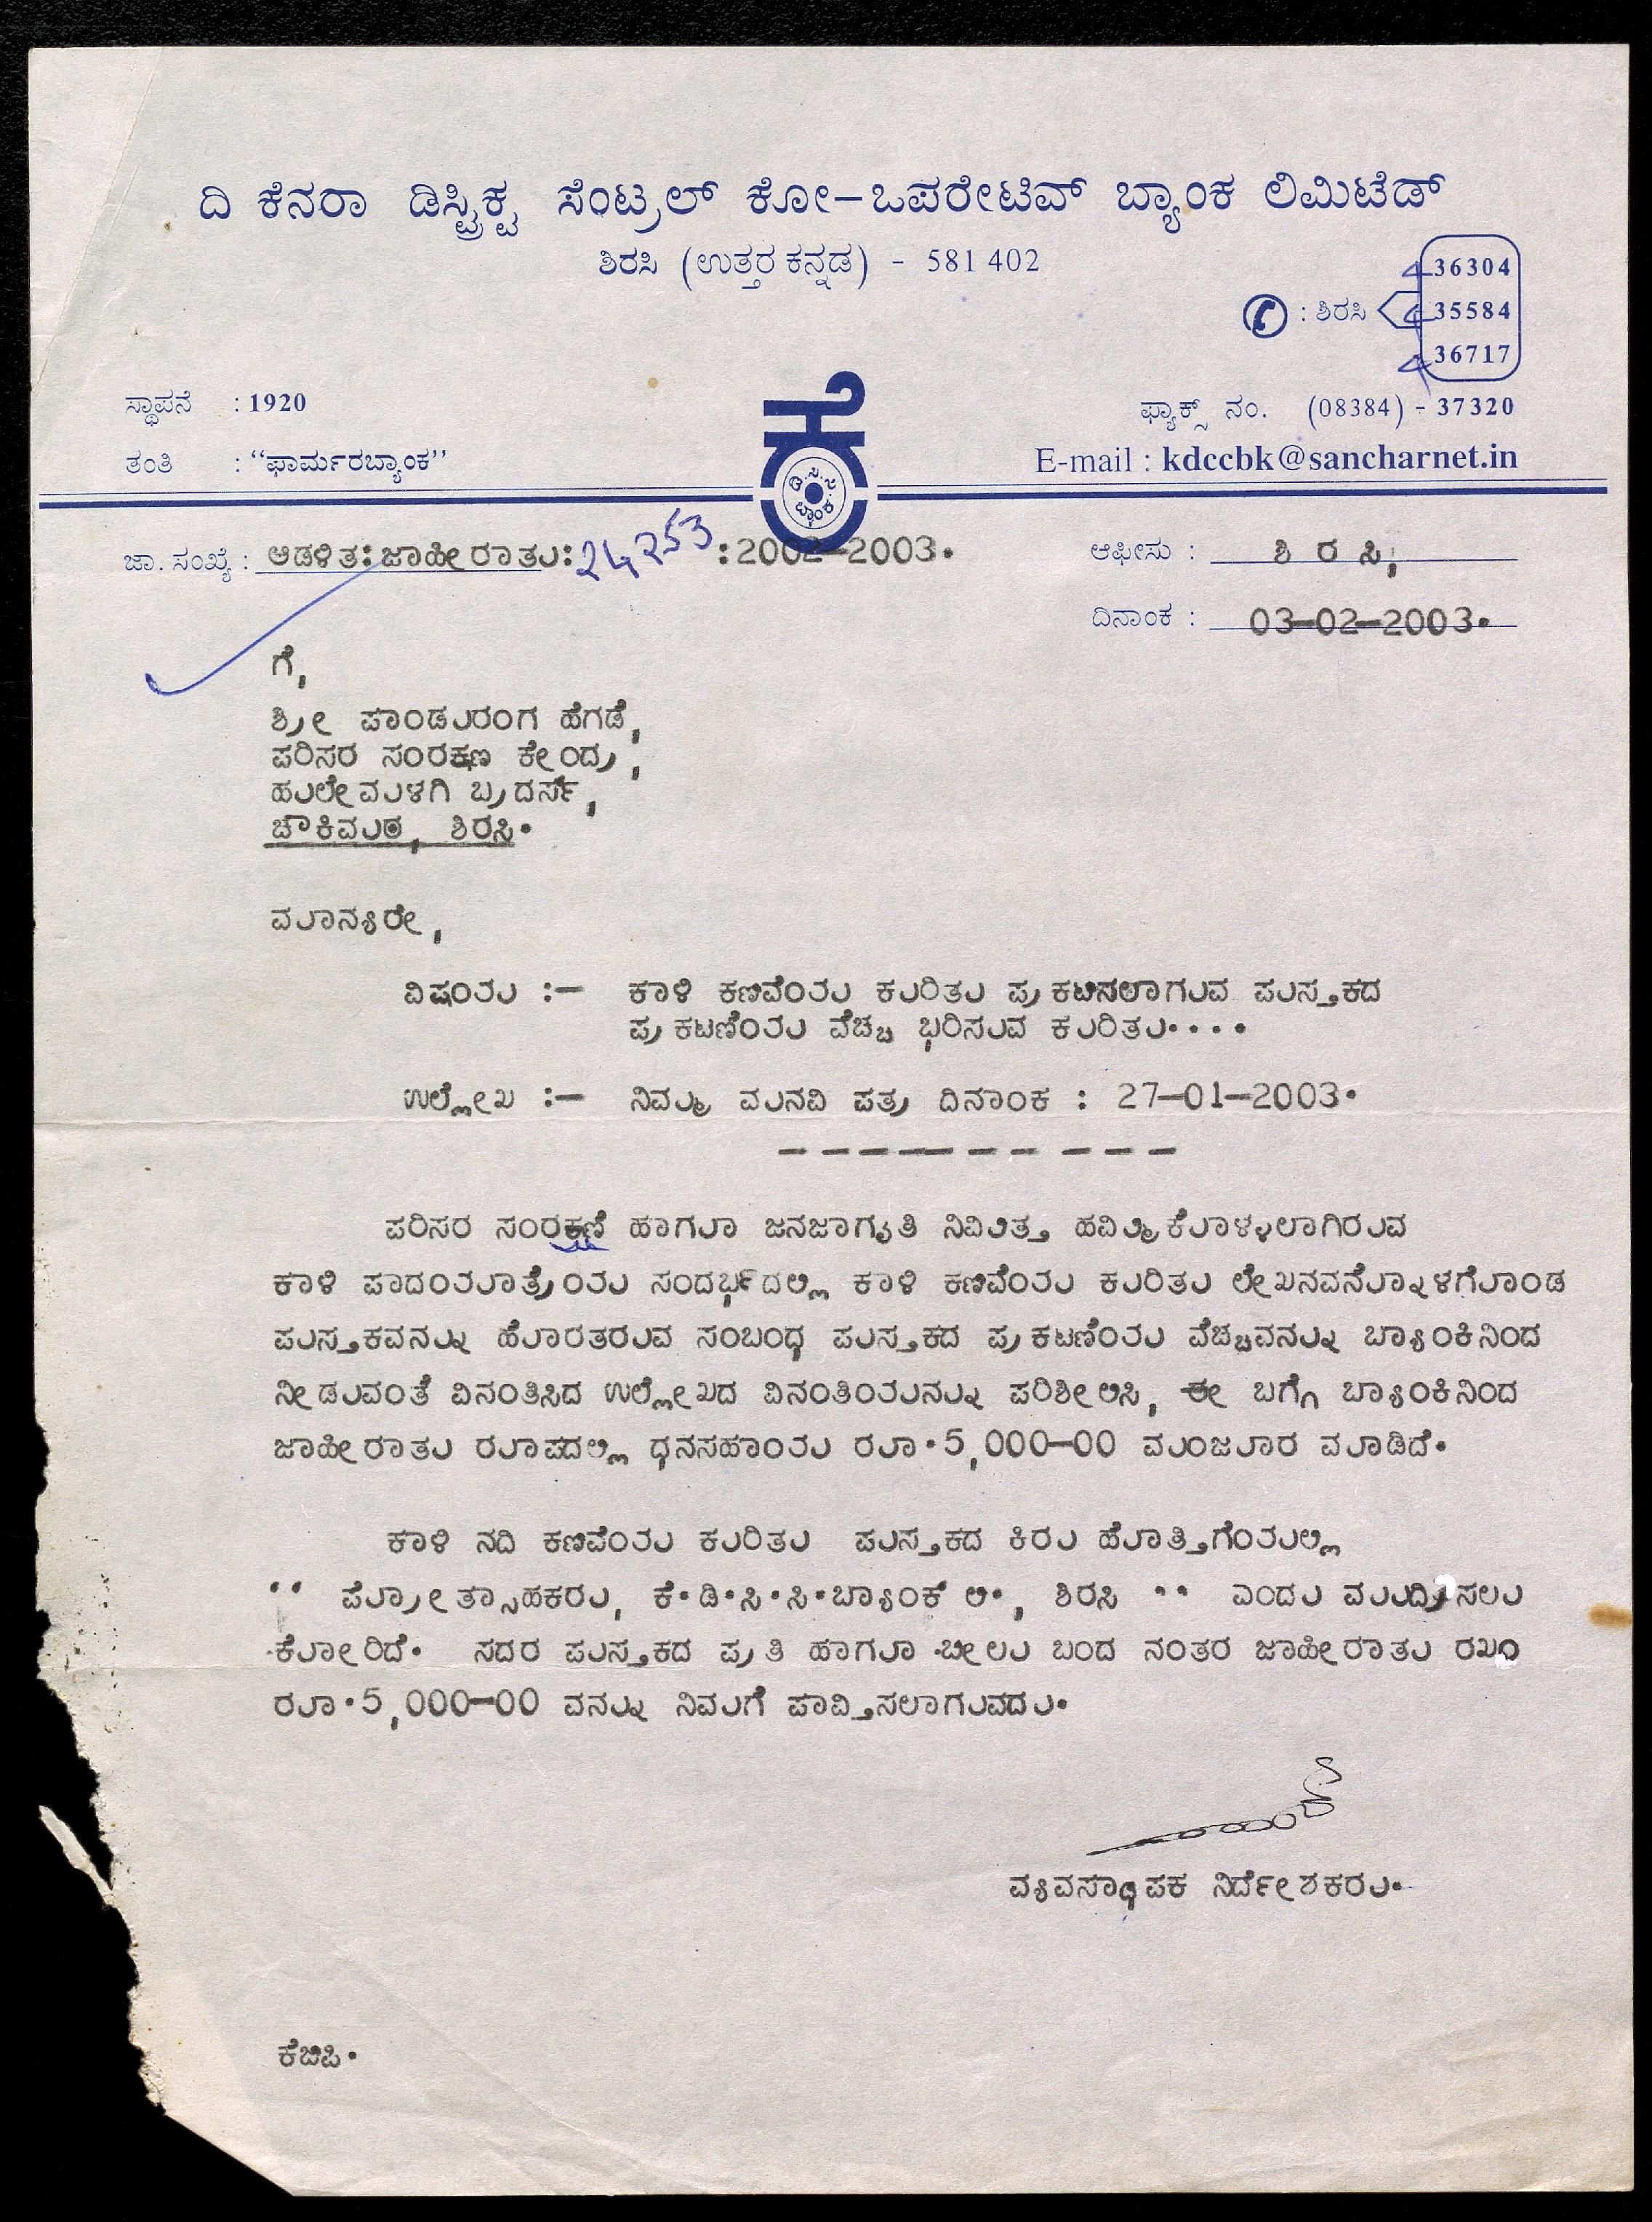 ದಿ ಕೆನರಾ ಡಿಸ್ಟ್ರಿಕ್ಟ ಸೆಂಟ್ರಲ್ ಕೋ-ಒಪರೇಟಿವ್ ಬ್ಯಾಂಕ ಲಿಮಿಟೆಡ್
ಶಿರಸಿ (ಉತ್ತರ ಕನ್ನಡ) - 581 402
36304
: ಶಿರಸಿ 35584
36717
ಸ್ಥಾಪನೆ : 1920
ಫ್ಯಾಕ್ಸ್ ನಂ. (08384) - 37320
ತಂತಿ : “ಫಾರ್ಮರಬ್ಯಾಂಕ”
E-mail : kdccbk@sancharnet.in
ಕೆ ಡಿ.ಸಿ.ಸಿ. ಬ್ಯಾಂಕ
ಜಾ. ಸಂಖ್ಯೆ : ಆಡಳಿತ:ಜಾಹೀರಾತು:24253:2002-2003.
ಆಫೀಸು : ಶಿ ರ ಸಿ,
ದಿನಾಂಕ : 03-02-2003.
ಗೆ,
ಶ್ರೀ ಪಾಂಡುರಂಗ ಹೆಗಡೆ,
ಪರಿಸರ ಸಂರಕ್ಷಣ ಕೇಂದ್ರ,
ಹುಲೇಮಳಗಿ ಬ್ರದರ್ಸ್,
ಚೌಕಿಮಠ, ಶಿರಸಿ.
ಮಾನ್ಯರೇ,
ವಿಷಯ :- ಕಾಳಿ ಕಣಿವೆಯ ಕುರಿತು ಪ್ರಕಟಿಸಲಾಗುವ ಪುಸ್ತಕದ
ಪ್ರಕಟಣೆಯ ವೆಚ್ಚ ಭರಿಸುವ ಕುರಿತು....
ಉಲ್ಲೇಖ :- ನಿಮ್ಮ ಮನವಿ ಪತ್ರ ದಿನಾಂಕ : 27-01-2003.
----------
ಪರಿಸರ ಸಂರಕ್ಷಣೆ ಹಾಗೂ ಜನಜಾಗೃತಿ ನಿಮಿತ್ತ ಹಮ್ಮಿಕೊಳ್ಳಲಾಗಿರುವ
ಕಾಳಿ ಪಾದಯಾತ್ರೆಯ ಸಂದರ್ಭದಲ್ಲಿ ಕಾಳಿ ಕಣಿವೆಯ ಕುರಿತು ಲೇಖನವನ್ನೊಳಗೊಂಡ
ಪುಸ್ತಕವನ್ನು ಹೊರತರುವ ಸಂಬಂಧ ಪುಸ್ತಕದ ಪ್ರಕಟಣೆಯ ವೆಚ್ಚವನ್ನು ಬ್ಯಾಂಕಿನಿಂದ
ನೀಡುವಂತೆ ವಿನಂತಿಸಿದ ಉಲ್ಲೇಖದ ವಿನಂತಿಯನ್ನು ಪರಿಶೀಲಿಸಿ, ಈ ಬಗ್ಗೆ ಬ್ಯಾಂಕಿನಿಂದ
ಜಾಹೀರಾತು ರೂಪದಲ್ಲಿ ಧನಸಹಾಯ ರೂ.5,000-00 ಮಂಜೂರ ಮಾಡಿದೆ.
ಕಾಳಿ ನದಿ ಕಣಿವೆಯ ಕುರಿತು ಪುಸ್ತಕದ ಕಿರು ಹೊತ್ತಿಗೆಯಲ್ಲಿ
'' ಪ್ರೋತ್ಸಾಹಕರು, ಕೆ.ಡಿ.ಸಿ.ಸಿ.ಬ್ಯಾಂಕ್ ಲಿ., ಶಿರಸಿ '' ಎಂದು ಮುದ್ರಿಸಲು
ಕೋರಿದೆ. ಸದರ ಪುಸ್ತಕದ ಪ್ರತಿ ಹಾಗೂ ಬೀಲು ಬಂದ ನಂತರ ಜಾಹೀರಾತು ರಖಂ
ರೂ.5,000-00 ವನ್ನು ನಿಮಗೆ ಪಾವ್ತಿಸಲಾಗುವದು.
ವ್ಯವಸ್ಥಾಪಕ ನಿರ್ದೇಶಕರು.
ಕೆಜಿಪಿ.